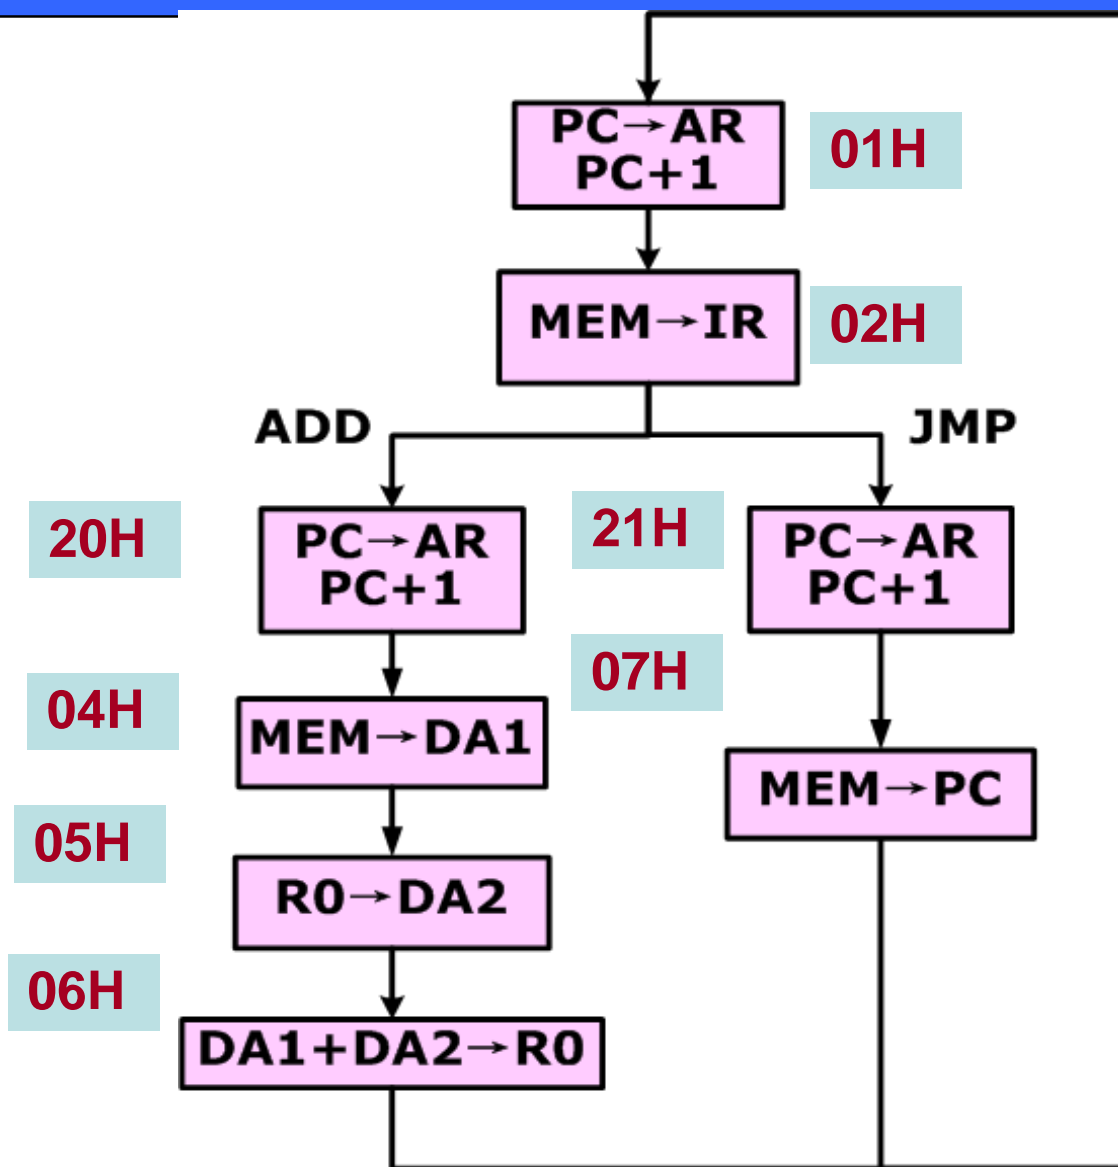 PC→AR
PC+1
01H
MEM→IR
02H
ADD
JMP
20H
PC→AR
PC+1
21H
PC→AR
PC+1
04H
MEM→DA1
07H
MEM→PC
05H
R0→DA2
06H
DA1+DA2→R0